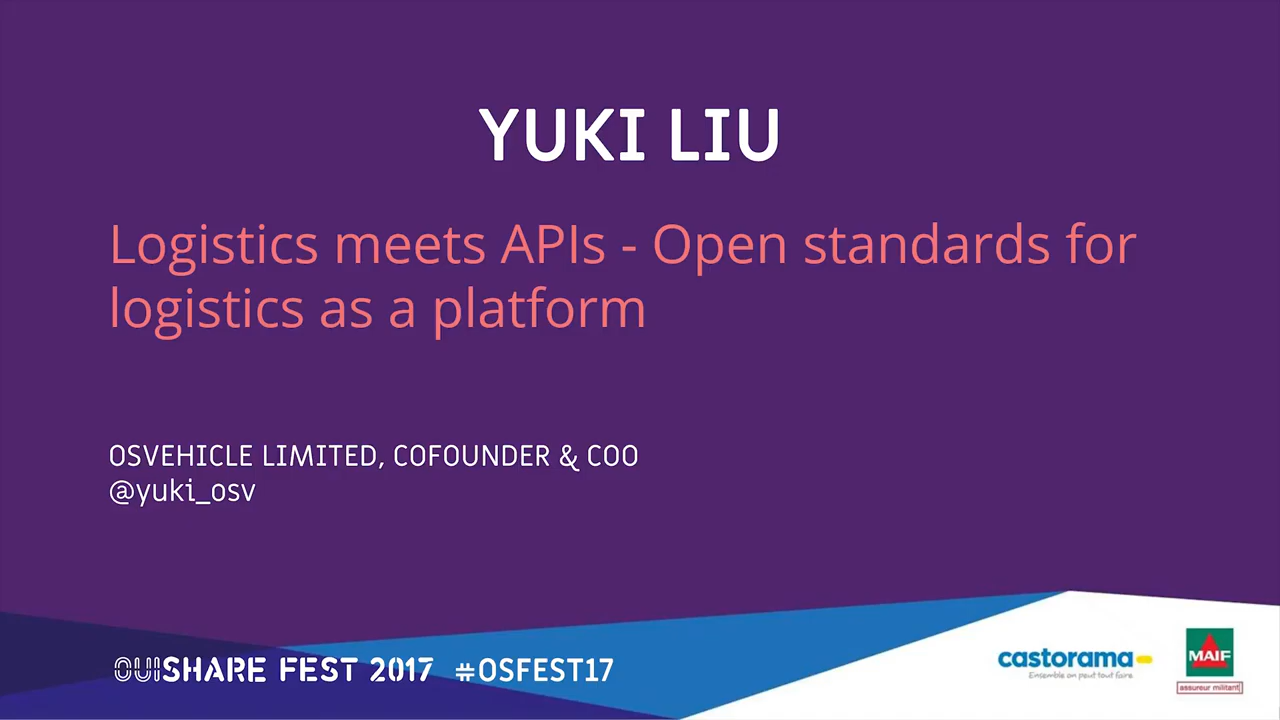 YUKI LIU
Logistics meets APIs - Open standards for
logistics as a platform
OSVEHICLE LIMITED, COFOUNDER & COO
@yuki_osv
OUISHARE FEST 2017 #OSFEST17
castorama
Ensemble on peut tout faire
MAIF
assureur militant